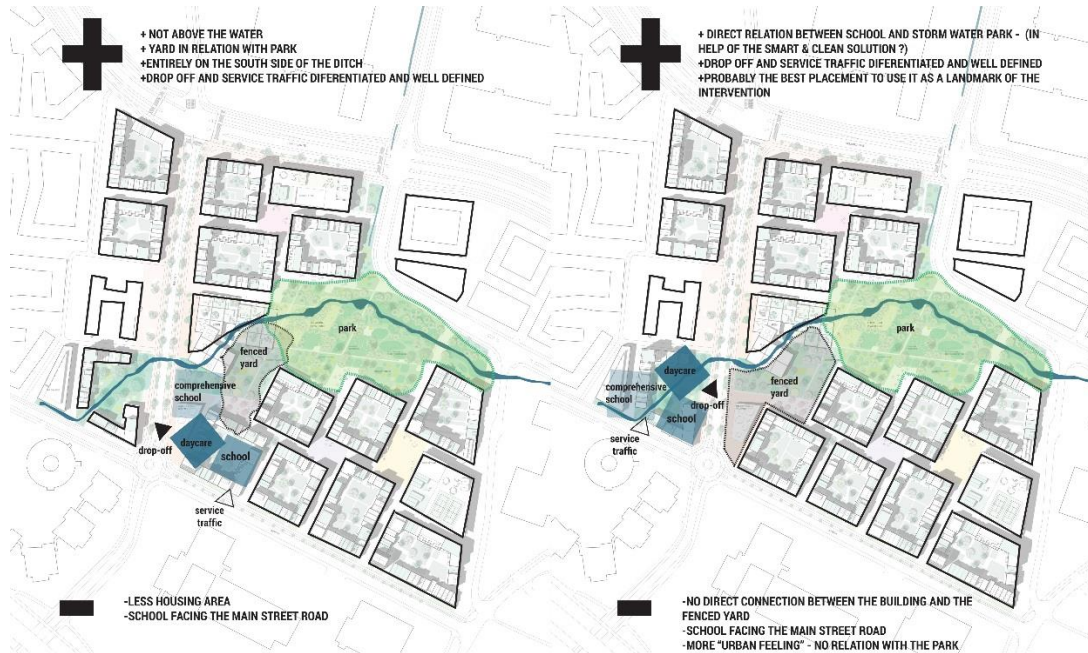 + NOT ABOVE THE WATER
+ YARD IN RELATION WITH PARK
+ENTIRELY ON THE SOUTH SIDE OF THE DITCH
+DROP OFF AND SERVICE TRAFFIC DIFERENTIATED AND WELL DEFINED
park
fenced
yard
comprehensive
school
drop-off
daycare
school
service
traffic
-LESS HOUSING AREA
-SCHOOL FACING THE MAIN STREET ROAD
+ DIRECT RELATION BETWEEN SCHOOL AND STORM WATER PARK - (IN
HELP OF THE SMART & CLEAN SOLUTION ?)
+DROP OFF AND SERVICE TRAFFIC DIFERENTIATED AND WELL DEFINED
+PROBABLY THE BEST PLACEMENT TO USE IT AS A LANDMARK OF THE
INTERVENTION
park
daycare
fenced
yard
comprehensive
school
drop-off
school
service
traffic
-NO DIRECT CONNECTION BETWEEN THE BUILDING AND THE
FENCED YARD
-SCHOOL FACING THE MAIN STREET ROAD
-MORE "URBAN FEELING" - NO RELATION WITH THE PARK